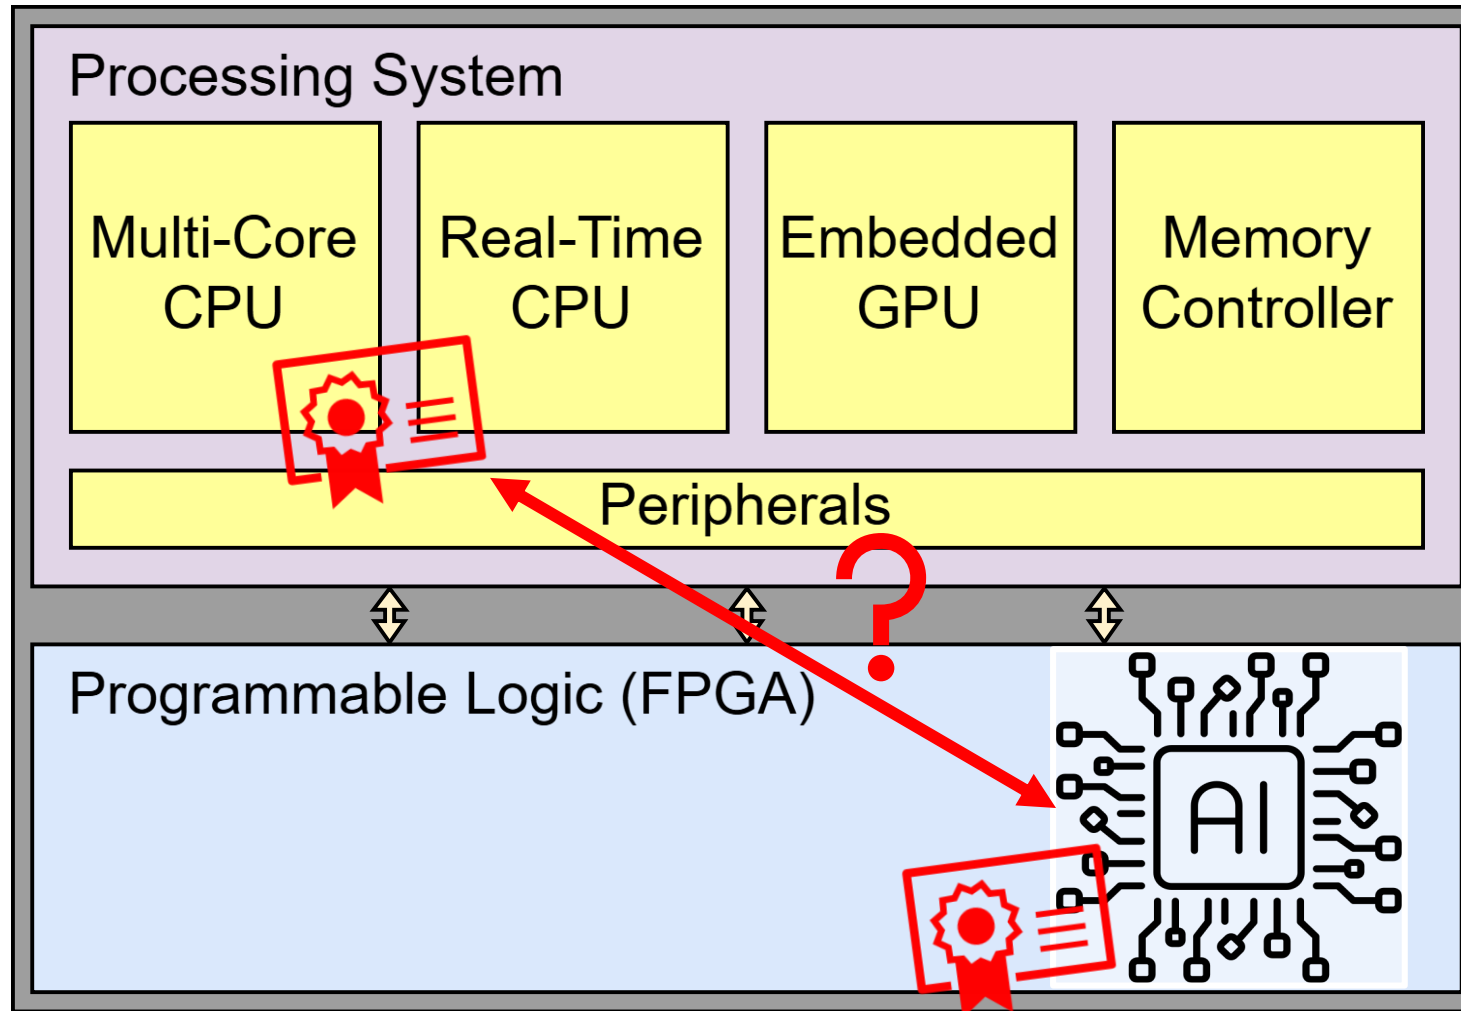 Processing System
Multi-Core
CPU
Real-Time
CPU
Embedded
GPU
Memory
Controller
Peripherals
?
Programmable Logic (FPGA)
AI